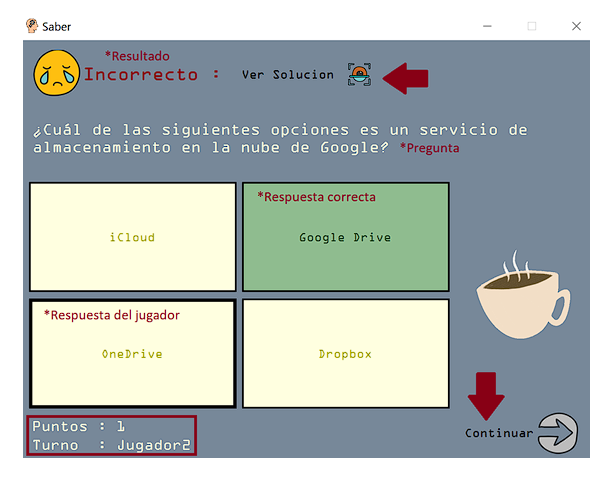 Saber
*Resultado
Incorrecto :
Ver Solucion
¿Cuál de las siguientes opciones es un servicio de
almacenamiento en la nube de Google?
*Pregunta
iCloud
*Respuesta correcta
Google Drive
*Respuesta del jugador
OneDrive
Dropbox
Puntos : 1
Turno : Jugador2
Continuar